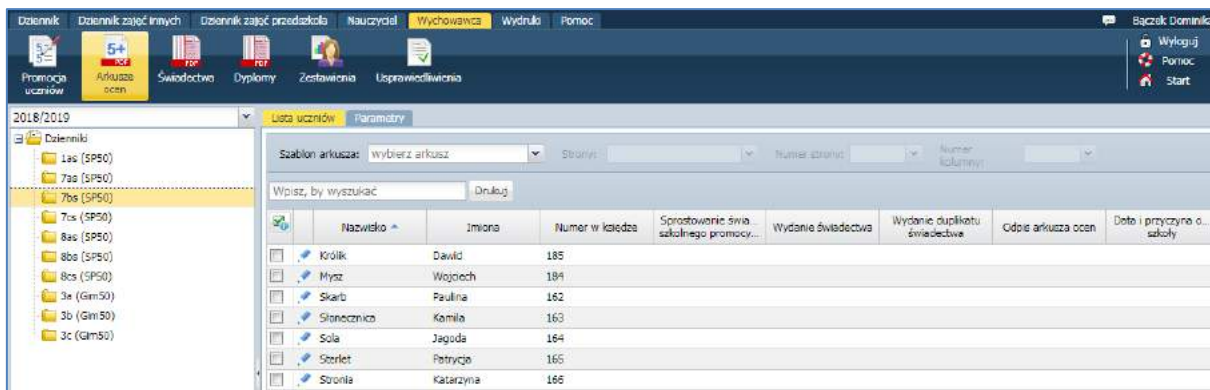 Dziennik Dziennik zajęć innych Dziennik zajęć przedszkola Nauczyciel Wychowawca Wydruki Pomoc Bączek Dominika
Promocja uczniów
Arkusze ocen
Świadectwa
Dyplomy
Zestawienia
Usprawiedliwienia
Wyloguj
Pomoc
Start
2018/2019
Dzienniki
1as (SP50)
7as (SP50)
7bs (SP50)
7cs (SP50)
8as (SP50)
8bs (SP50)
8cs (SP50)
3a (Gim50)
3b (Gim50)
3c (Gim50)
Lista uczniów Parametry
Szablon arkusza: wybierz arkusz Strony: Numer strony: Numer kolumny:
Wpisz, by wyszukać Drukuj
Nazwisko Imiona Numer w księdze Sprostowanie świa... szkolnego promocy... Wydanie świadectwa Wydanie duplikatu świadectwa Odpis arkusza ocen Data i przyczyna o... szkoły
Królik Dawid 185
Mysz Wojciech 184
Skarb Paulina 162
Słonecznica Kamila 163
Sola Jagoda 164
Sterlet Patrycja 165
Stronia Katarzyna 166